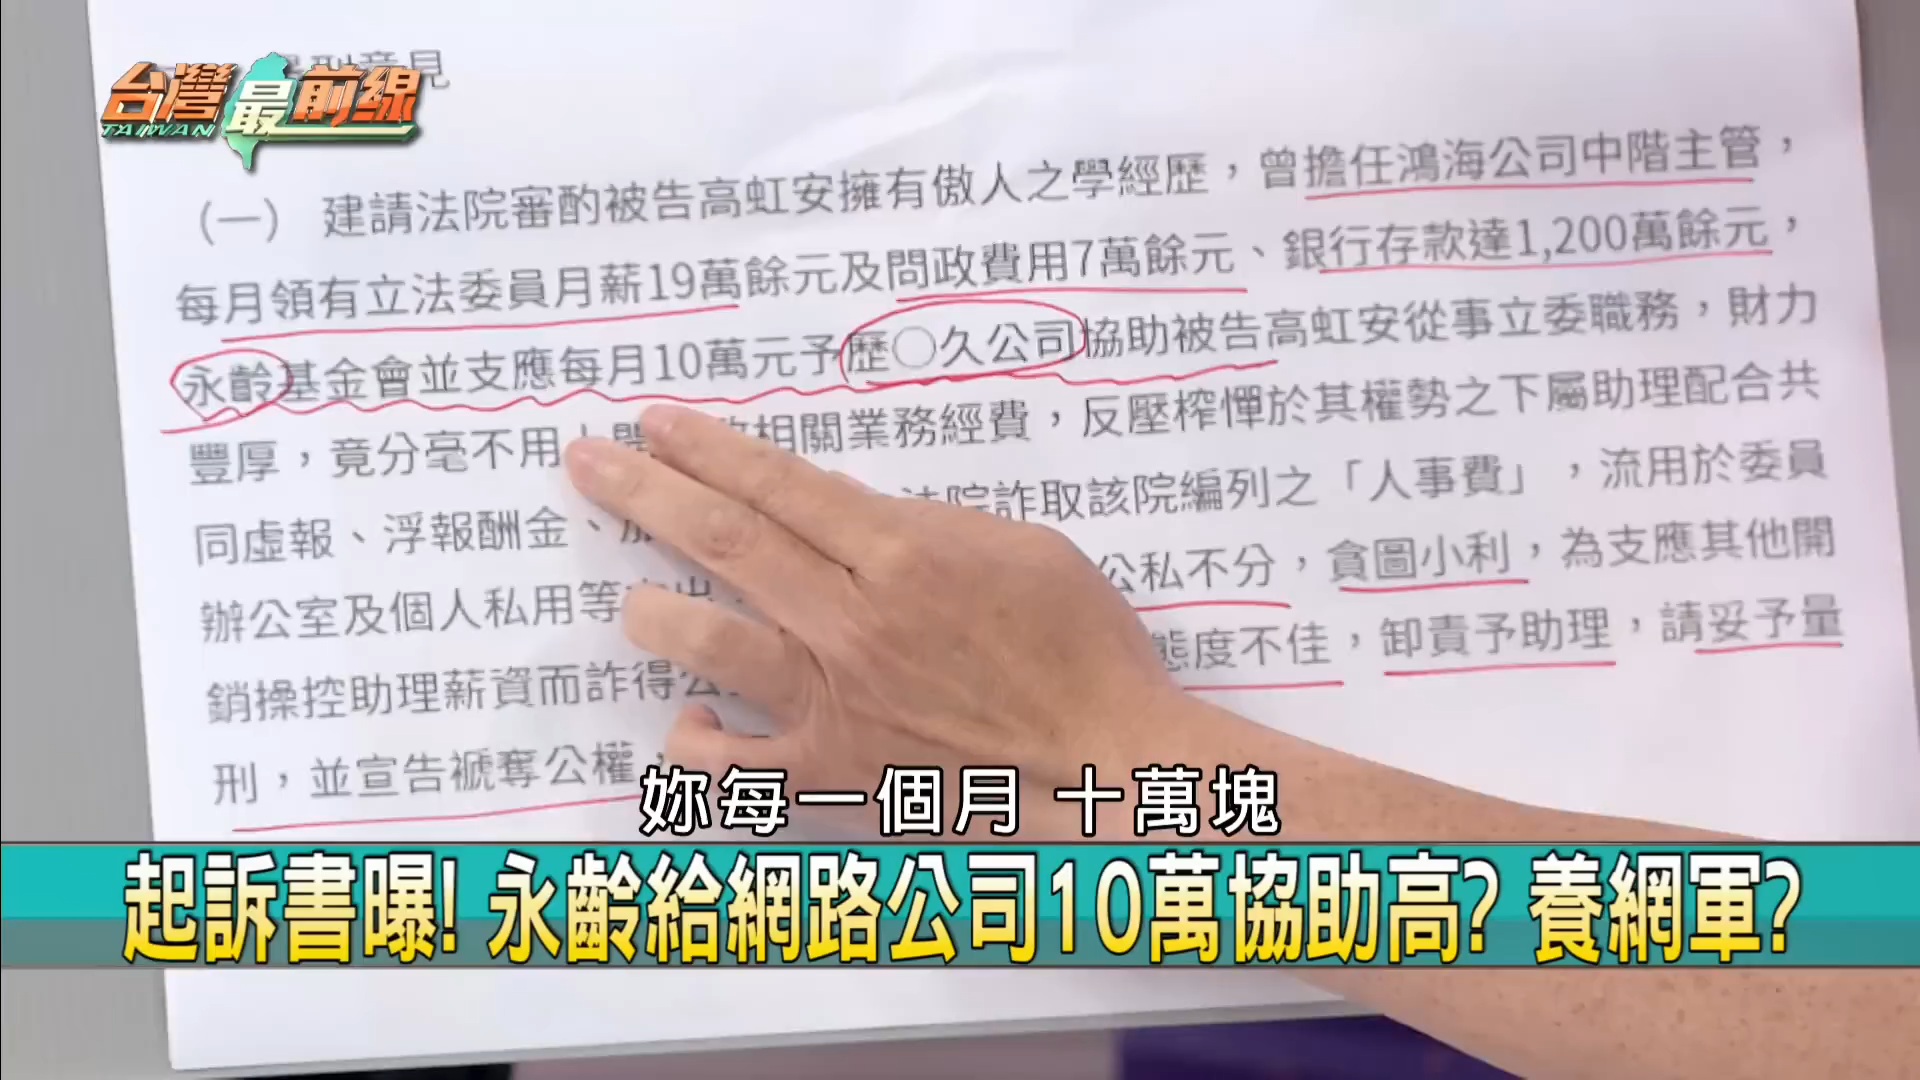 台灣最前線
TAIWAN
意見
（一） 建請法院審酌被告高虹安擁有傲人之學經歷，曾擔任鴻海公司中階主管，
每月領有立法委員月薪19萬餘元及問政費用7萬餘元、銀行存款達1,200萬餘元，
永齡基金會並支應每月10萬元予歷○久公司協助被告高虹安從事立委職務，財力
豐厚，竟分毫不用 相關業務經費，反壓榨憚於其權勢之下屬助理配合共
同虛報、浮報酬金、 法院詐取該院編列之「人事費」，流用於委員
辦公室及個人私用等 公私不分，貪圖小利，為支應其他開
銷操控助理薪資而詐得 態度不佳，卸責予助理，請妥予量
刑，並宣告褫奪公權，
妳每一個月 十萬塊
起訴書曝! 永齡給網路公司10萬協助高? 養網軍?